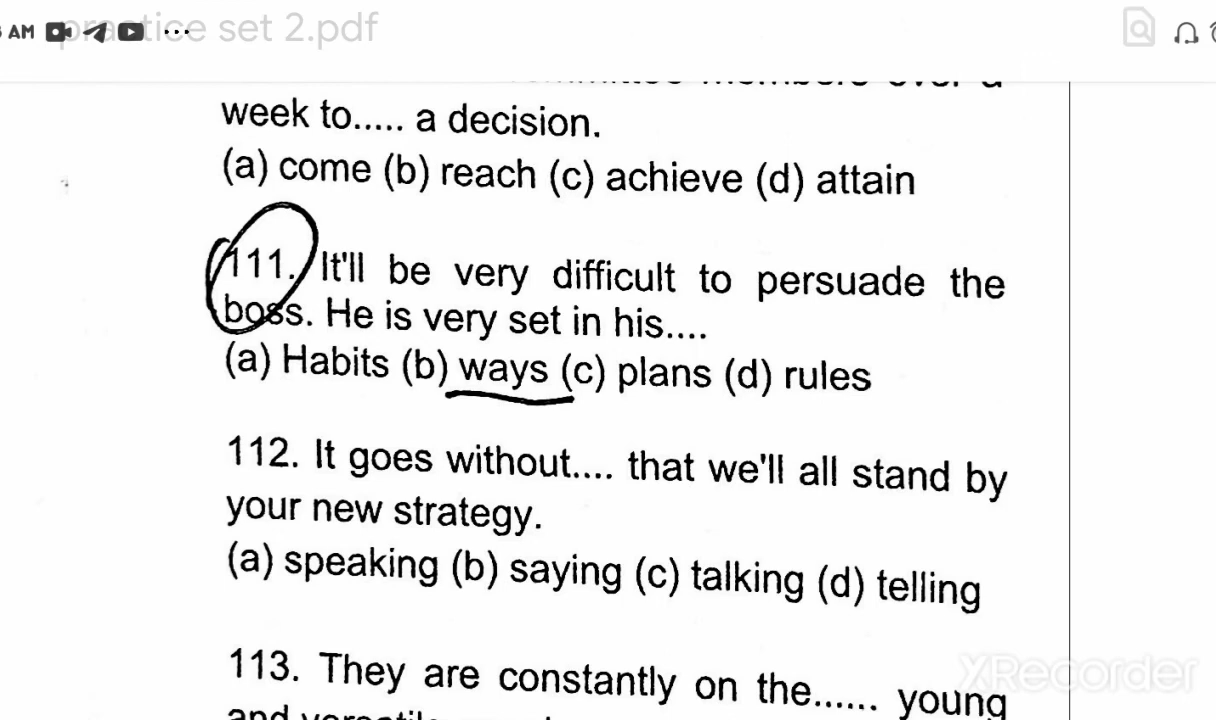 AM ...
practice set 2.pdf
week to..... a decision.
(a) come (b) reach (c) achieve (d) attain
111. It'll be very difficult to persuade the
boss. He is very set in his....
(a) Habits (b) ways (c) plans (d) rules
112. It goes without.... that we'll all stand by
your new strategy.
(a) speaking (b) saying (c) talking (d) telling
113. They are constantly on the...... young
and
XRecorder